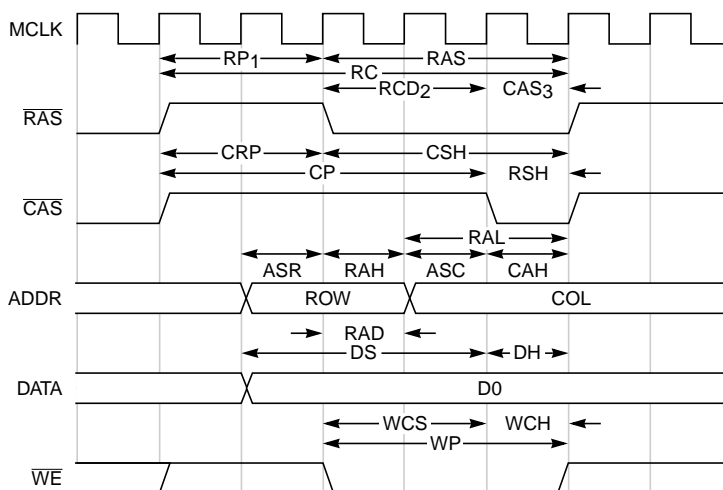 MCLK
RP1 RAS
RC
RCD2 CAS3
RAS
CRP CSH
CP RSH
CAS
RAL
ASR RAH ASC CAH
ADDR ROW COL
RAD
DS DH
DATA D0
WCS WCH
WP
WE